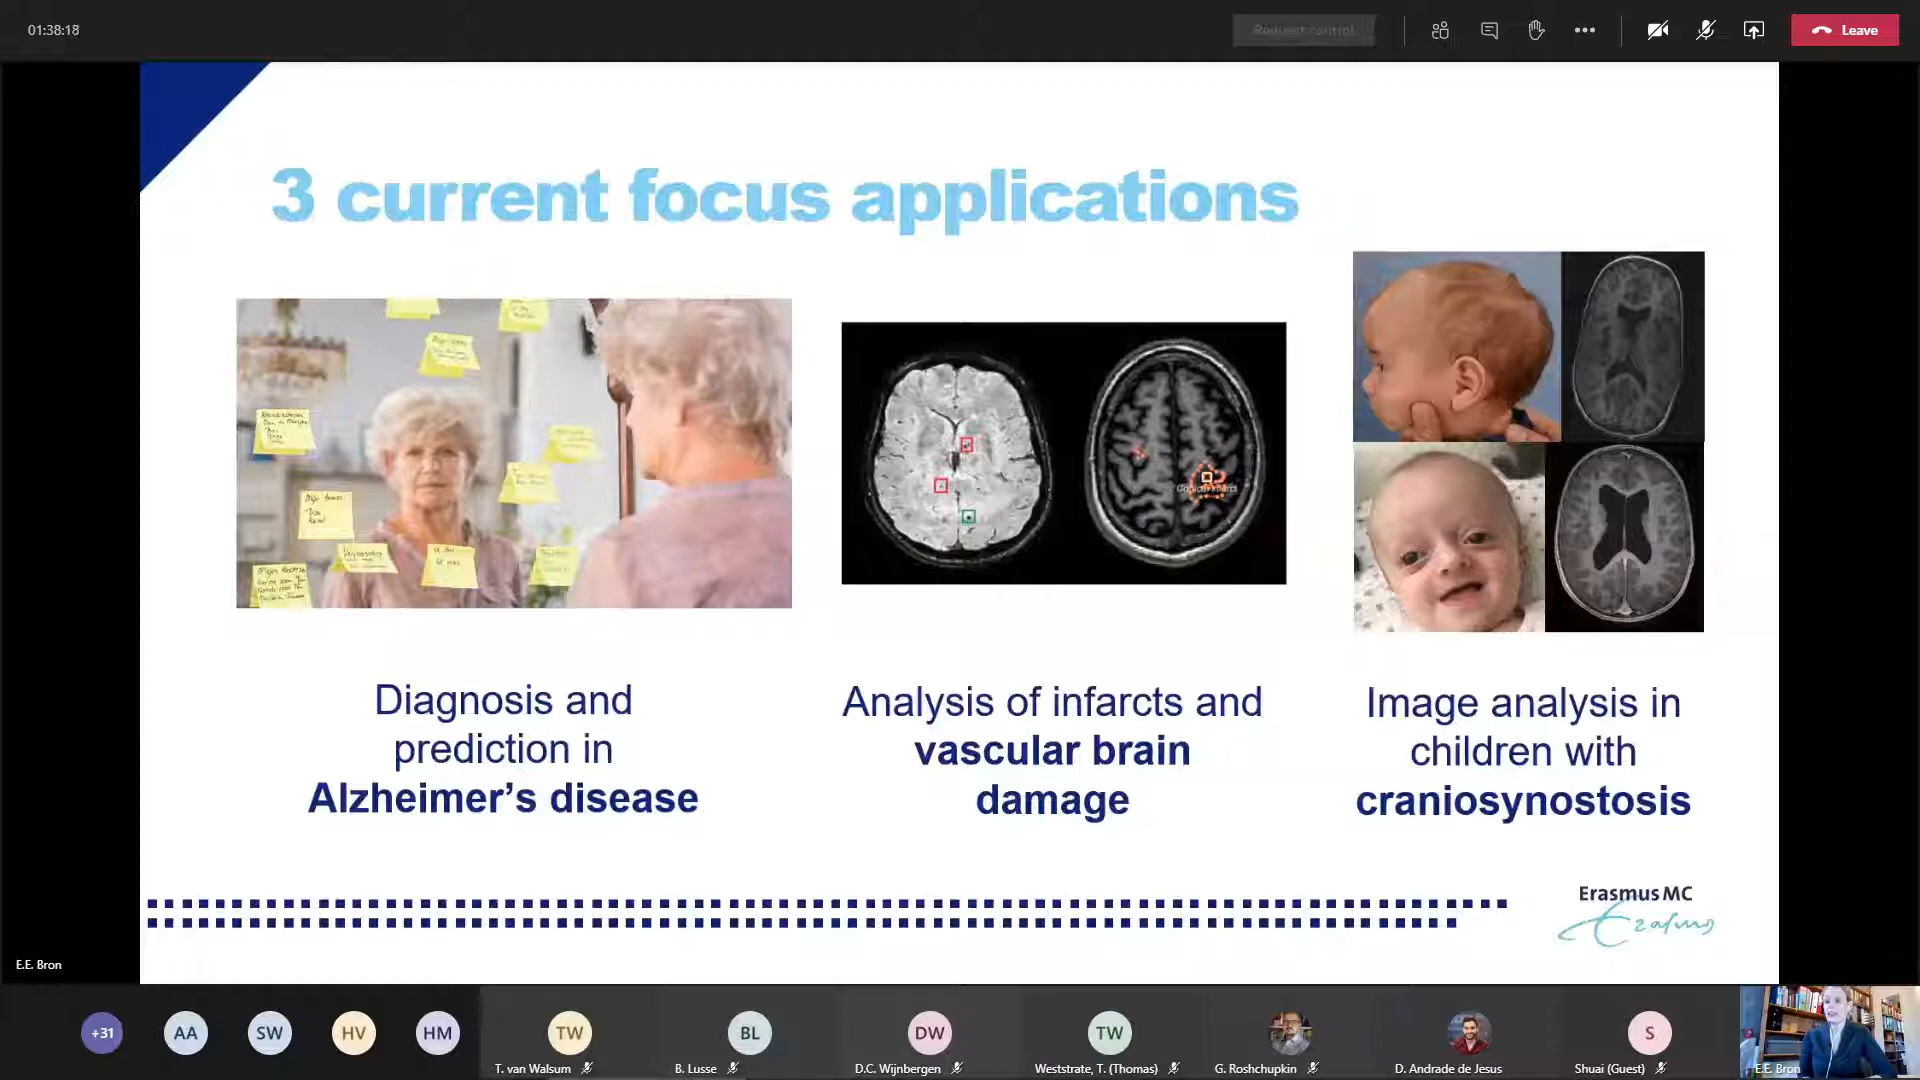 01:38:18
Request control
Leave
3 current focus applications
Diagnosis and
prediction in
Alzheimer's disease
Analysis of infarcts and
vascular brain
damage
Image analysis in
children with
craniosynostosis
Erasmus MC
Erasmus
E.E. Bron
+31
AA
SW
HV
HM
TW
T. van Walsum
BL
B. Lusse
DW
D.C. Wijnbergen
TW
Weststrate, T. (Thomas)
G. Roshchupkin
D. Andrade de Jesus
S
Shuai (Guest)
E.E. Bron